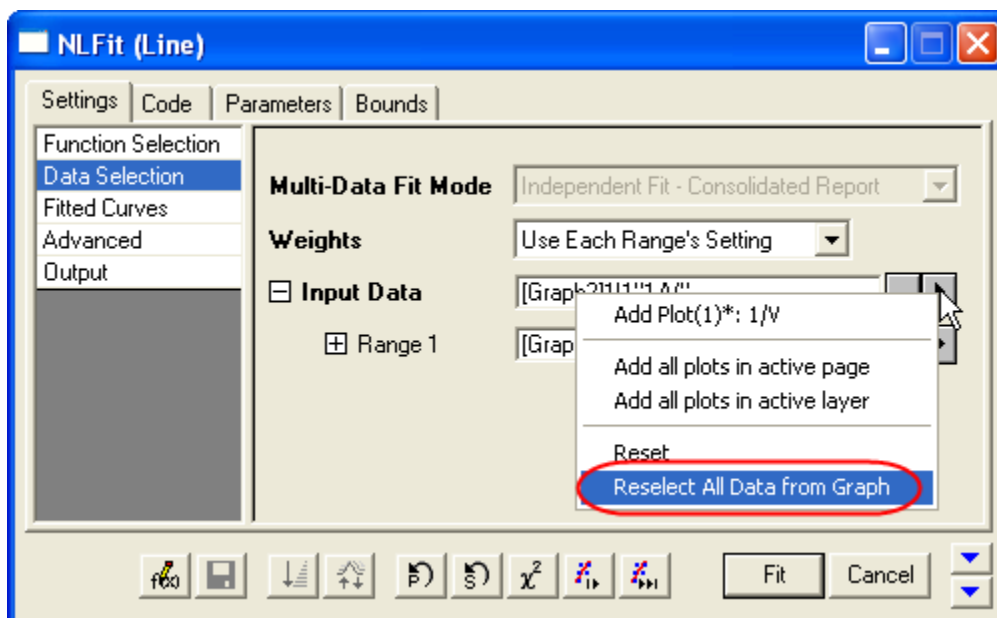 NLFit (Line)
Settings Code Parameters Bounds
Function Selection
Data Selection
Fitted Curves
Advanced
Output
Multi-Data Fit Mode Independent Fit - Consolidated Report
Weights Use Each Range's Setting
Input Data
Range 1 [Grap
Add Plot(1)*: 1/V
Add all plots in active page
Add all plots in active layer
Reset
Reselect All Data from Graph
f(x) P S χ² Fit Cancel